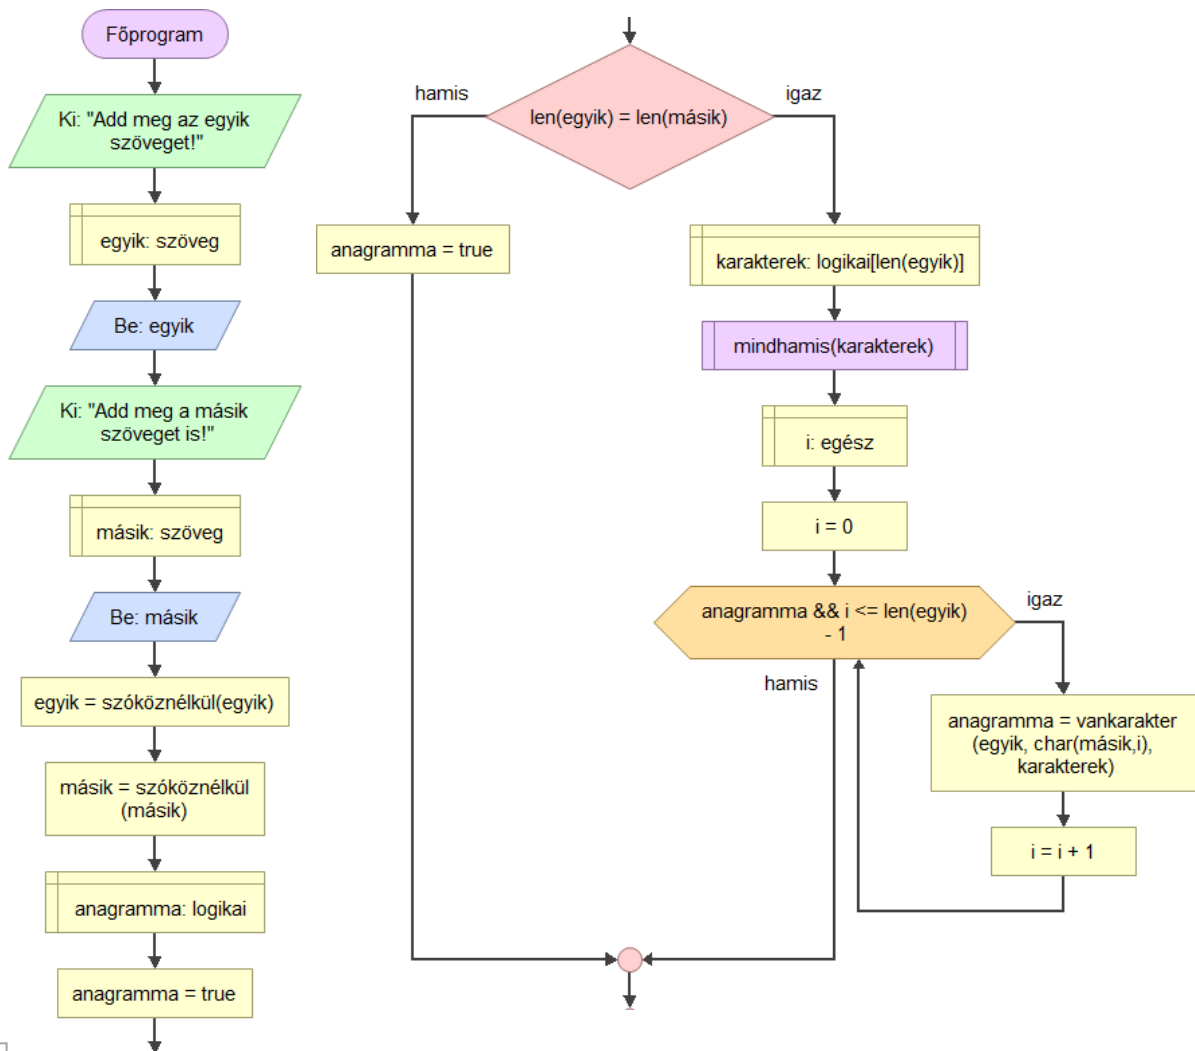 Főprogram
Ki: "Add meg az egyik
szöveget!"
egyik: szöveg
Be: egyik
Ki: "Add meg a másik
szöveget is!"
másik: szöveg
Be: másik
egyik = szóköznélkül(egyik)
másik = szóköznélkül
(másik)
anagramma: logikai
anagramma = true
len(egyik) = len(másik)
hamis
igaz
anagramma = true
karakterek: logikai[len(egyik)]
mindhamis(karakterek)
i: egész
i = 0
anagramma && i <= len(egyik)
- 1
igaz
hamis
anagramma = vankarakter
(egyik, char(másik,i),
karakterek)
i = i + 1